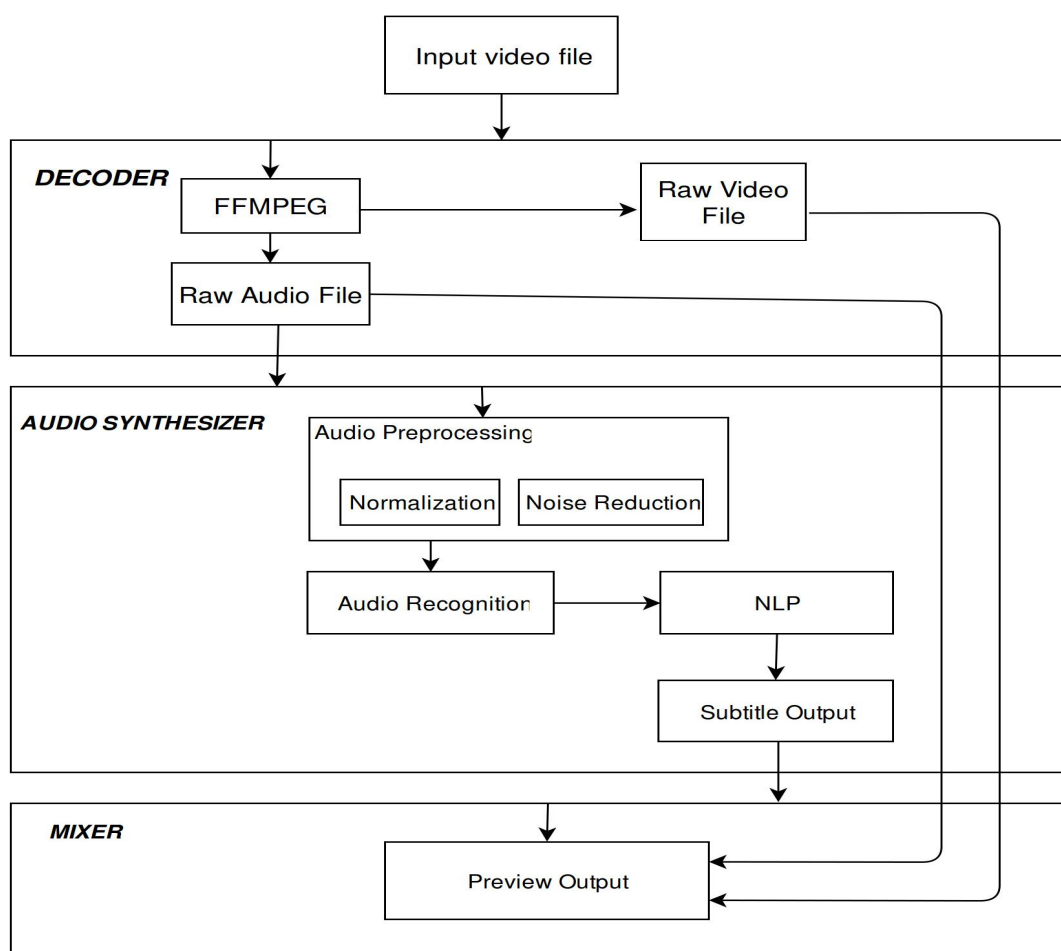 Input video file
DECODER
FFMPEG
Raw Video
File
Raw Audio File
AUDIO SYNTHESIZER
Audio Preprocessing
Normalization
Noise Reduction
Audio Recognition
NLP
Subtitle Output
MIXER
Preview Output